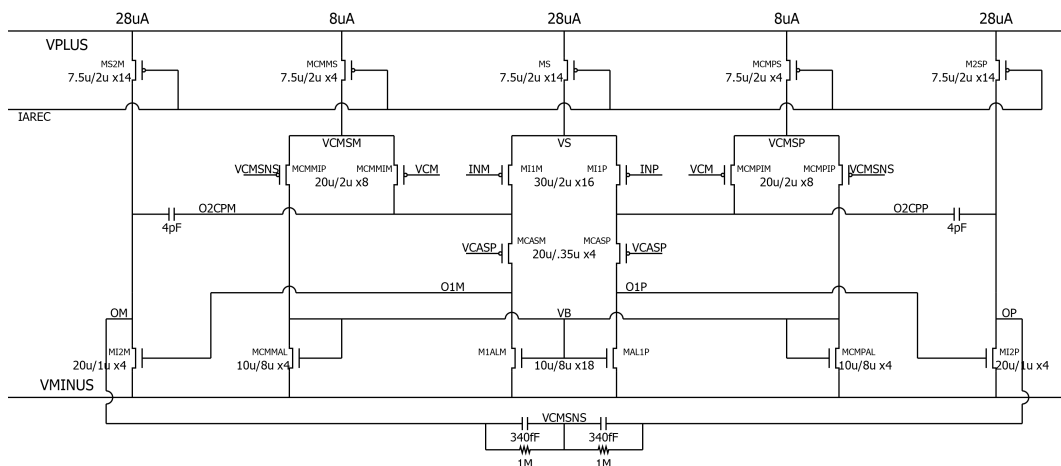 28uA 8uA 28uA 8uA 28uA
VPLUS
MS2M MCMMS MS MCMPS M2SP
7.5u/2u x14 7.5u/2u x4 7.5u/2u x14 7.5u/2u x4 7.5u/2u x14
IAREC
VCMSM VS VCMSP
VCMSNS MCMMIP MCMMIM VCM INM MI1M MI1P INP VCM MCMPIM MCMPIP VCMSNS
20u/2u x8 30u/2u x16 20u/2u x8
O2CPM O2CPP
4pF 4pF
VCASP MCASM MCASP VCASP
20u/.35u x4
O1M O1P
OM VB OP
MI2M MCMMAL M1ALM MAL1P MCMPAL MI2P
20u/1u x4 10u/8u x4 10u/8u x18 10u/8u x4 20u/1u x4
VMINUS
VCMSNS
340fF 340fF
1M 1M